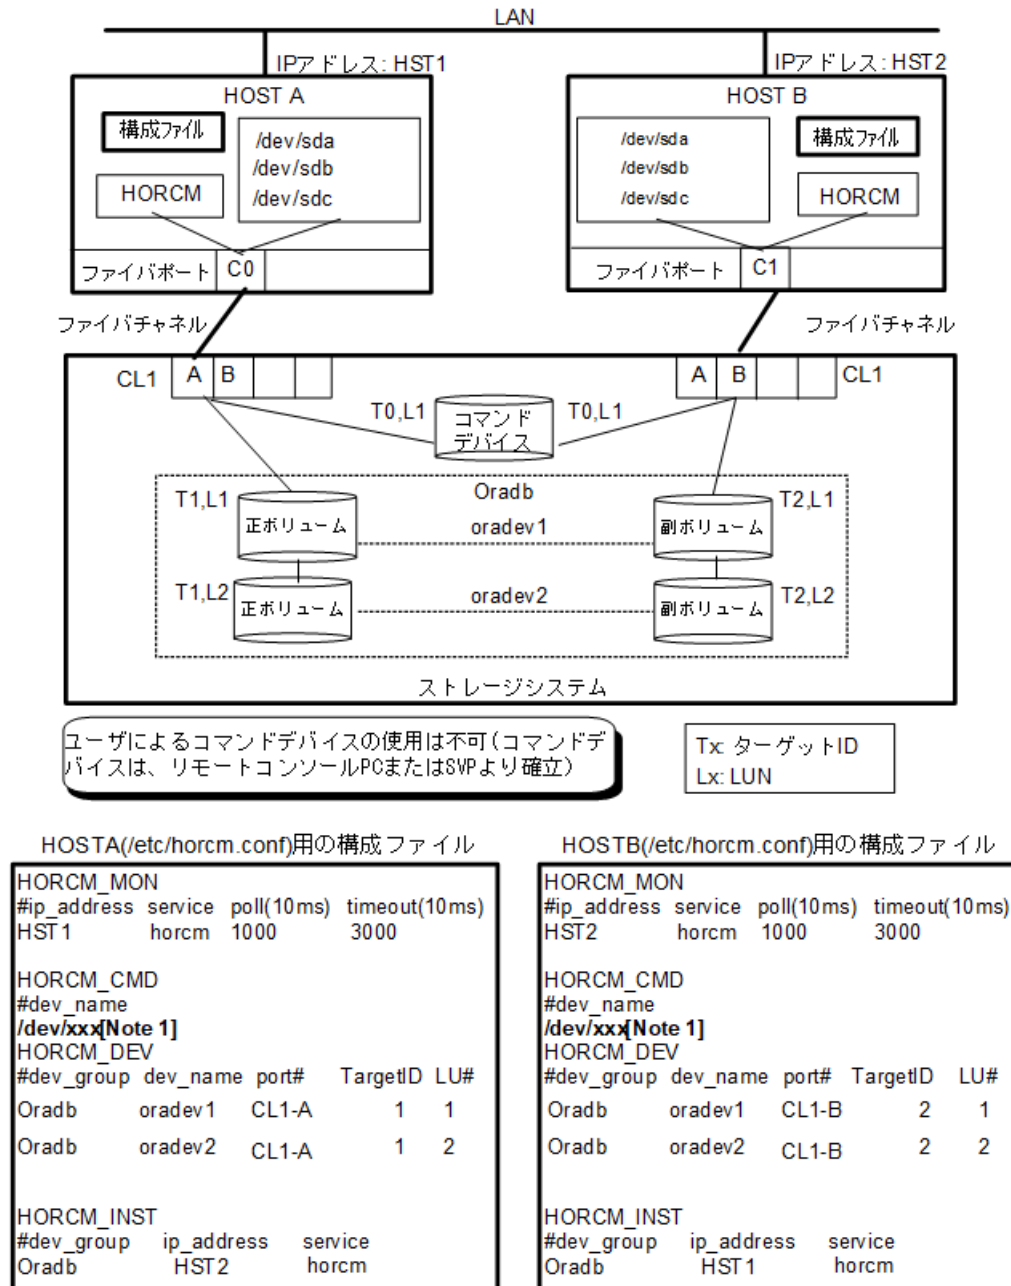 LAN
IPアドレス: HST1
IPアドレス: HST2
HOST A
構成ファイル
/dev/sda
/dev/sdb
/dev/sdc
HORCM
ファイバポート
C0
HOST B
/dev/sda
/dev/sdb
/dev/sdc
構成ファイル
HORCM
ファイバポート
C1
ファイバチャネル
ファイバチャネル
CL1 A B
A B CL1
T0,L1
コマンド
デバイス
T0,L1
Oradb
T1,L1
正ボリューム
oradev1
副ボリューム
T2,L1
T1,L2
正ボリューム
oradev2
副ボリューム
T2,L2
ストレージシステム
ユーザによるコマンドデバイスの使用は不可(コマンドデ
バイスは、リモートコンソールPCまたはSVPより確立)
Tx: ターゲットID
Lx: LUN
HOSTA(/etc/horcm.conf)用の構成ファイル
HORCM_MON
#ip_address service poll(10ms) timeout(10ms)
HST1 horcm 1000 3000
HORCM_CMD
#dev_name
/dev/xxx[Note 1]
HORCM_DEV
#dev_group dev_name port# TargetID LU#
Oradb oradev1 CL1-A 1 1
Oradb oradev2 CL1-A 1 2
HORCM_INST
#dev_group ip_address service
Oradb HST2 horcm
HOSTB(/etc/horcm.conf)用の構成ファイル
HORCM_MON
#ip_address service poll(10ms) timeout(10ms)
HST2 horcm 1000 3000
HORCM_CMD
#dev_name
/dev/xxx[Note 1]
HORCM_DEV
#dev_group dev_name port# TargetID LU#
Oradb oradev1 CL1-B 2 1
Oradb oradev2 CL1-B 2 2
HORCM_INST
#dev_group ip_address service
Oradb HST1 horcm